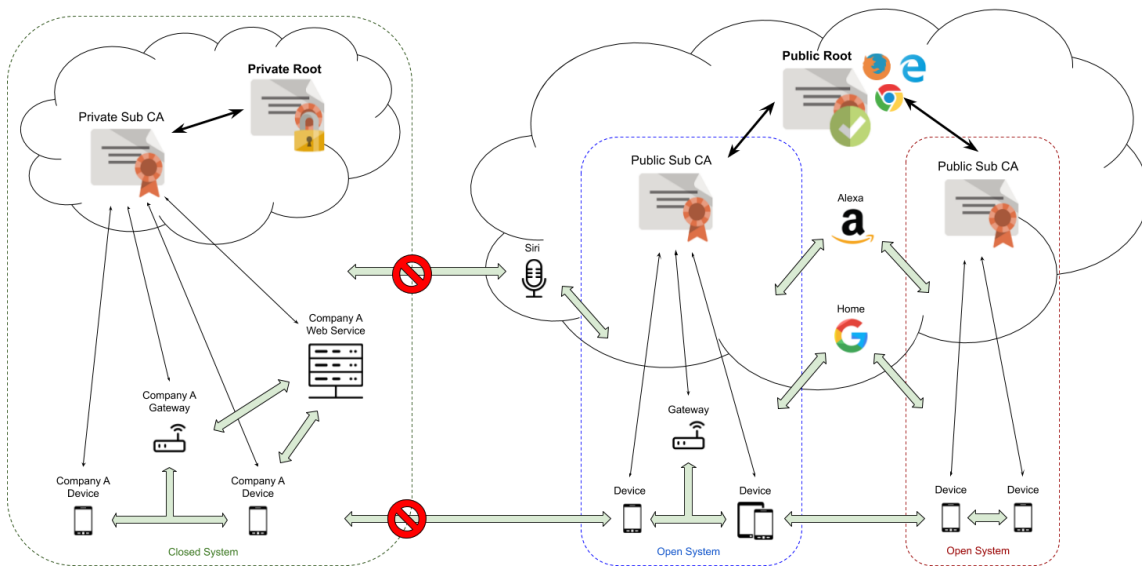 Private Root
Private Sub CA
Company A
Web Service
Company A
Gateway
Company A
Device
Company A
Device
Closed System
Public Root
Public Sub CA
Public Sub CA
Alexa
Siri
Home
Gateway
Device
Device
Open System
Device
Device
Open System